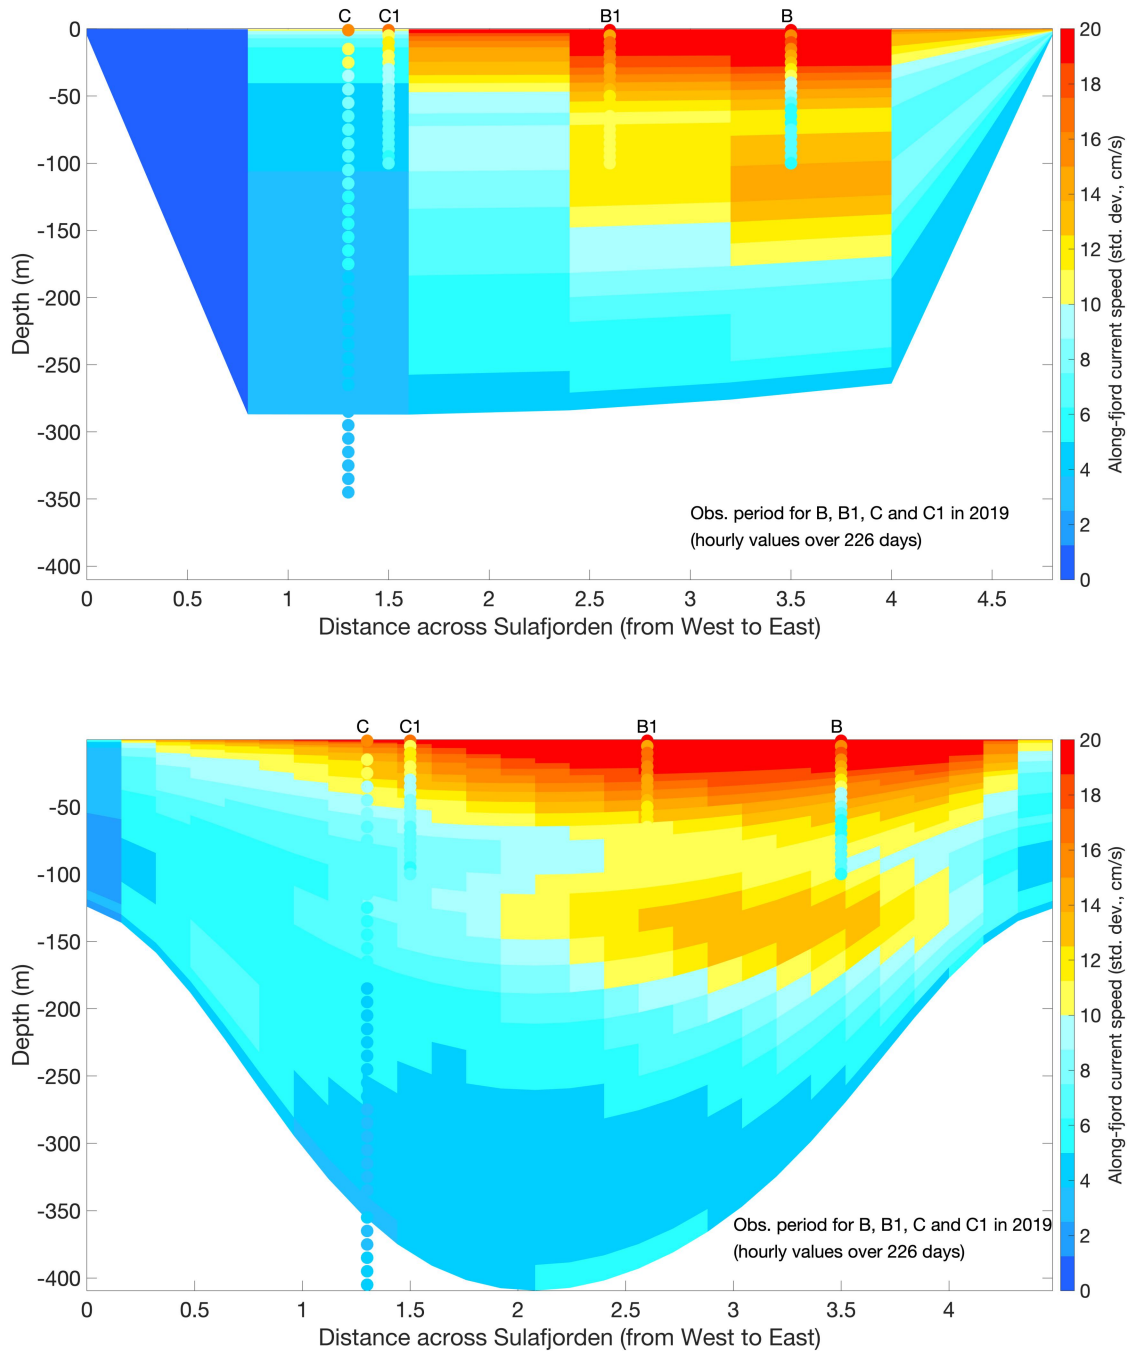 C C1 B1 B
0
-50
-100
-150
-200
-250
-300
-350
-400
Depth (m)
0 0.5 1 1.5 2 2.5 3 3.5 4 4.5
Distance across Sulafjorden (from West to East)
Obs. period for B, B1, C and C1 in 2019
(hourly values over 226 days)
20
18
16
14
12
10
8
6
4
2
0
Along-fjord current speed (std. dev., cm/s)
C C1 B1 B
-50
-100
-150
-200
-250
-300
-350
-400
Depth (m)
0 0.5 1 1.5 2 2.5 3 3.5 4
Distance across Sulafjorden (from West to East)
Obs. period for B, B1, C and C1 in 2019
(hourly values over 226 days)
20
18
16
14
12
10
8
6
4
2
0
Along-fjord current speed (std. dev., cm/s)